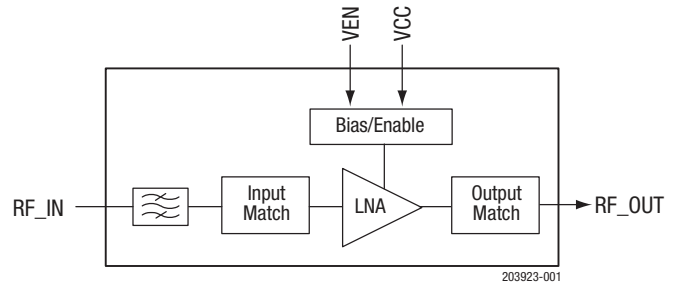 VEN
VCC
Bias/Enable
RF_IN
Input
Match
LNA
Output
Match
RF_OUT
203923-001